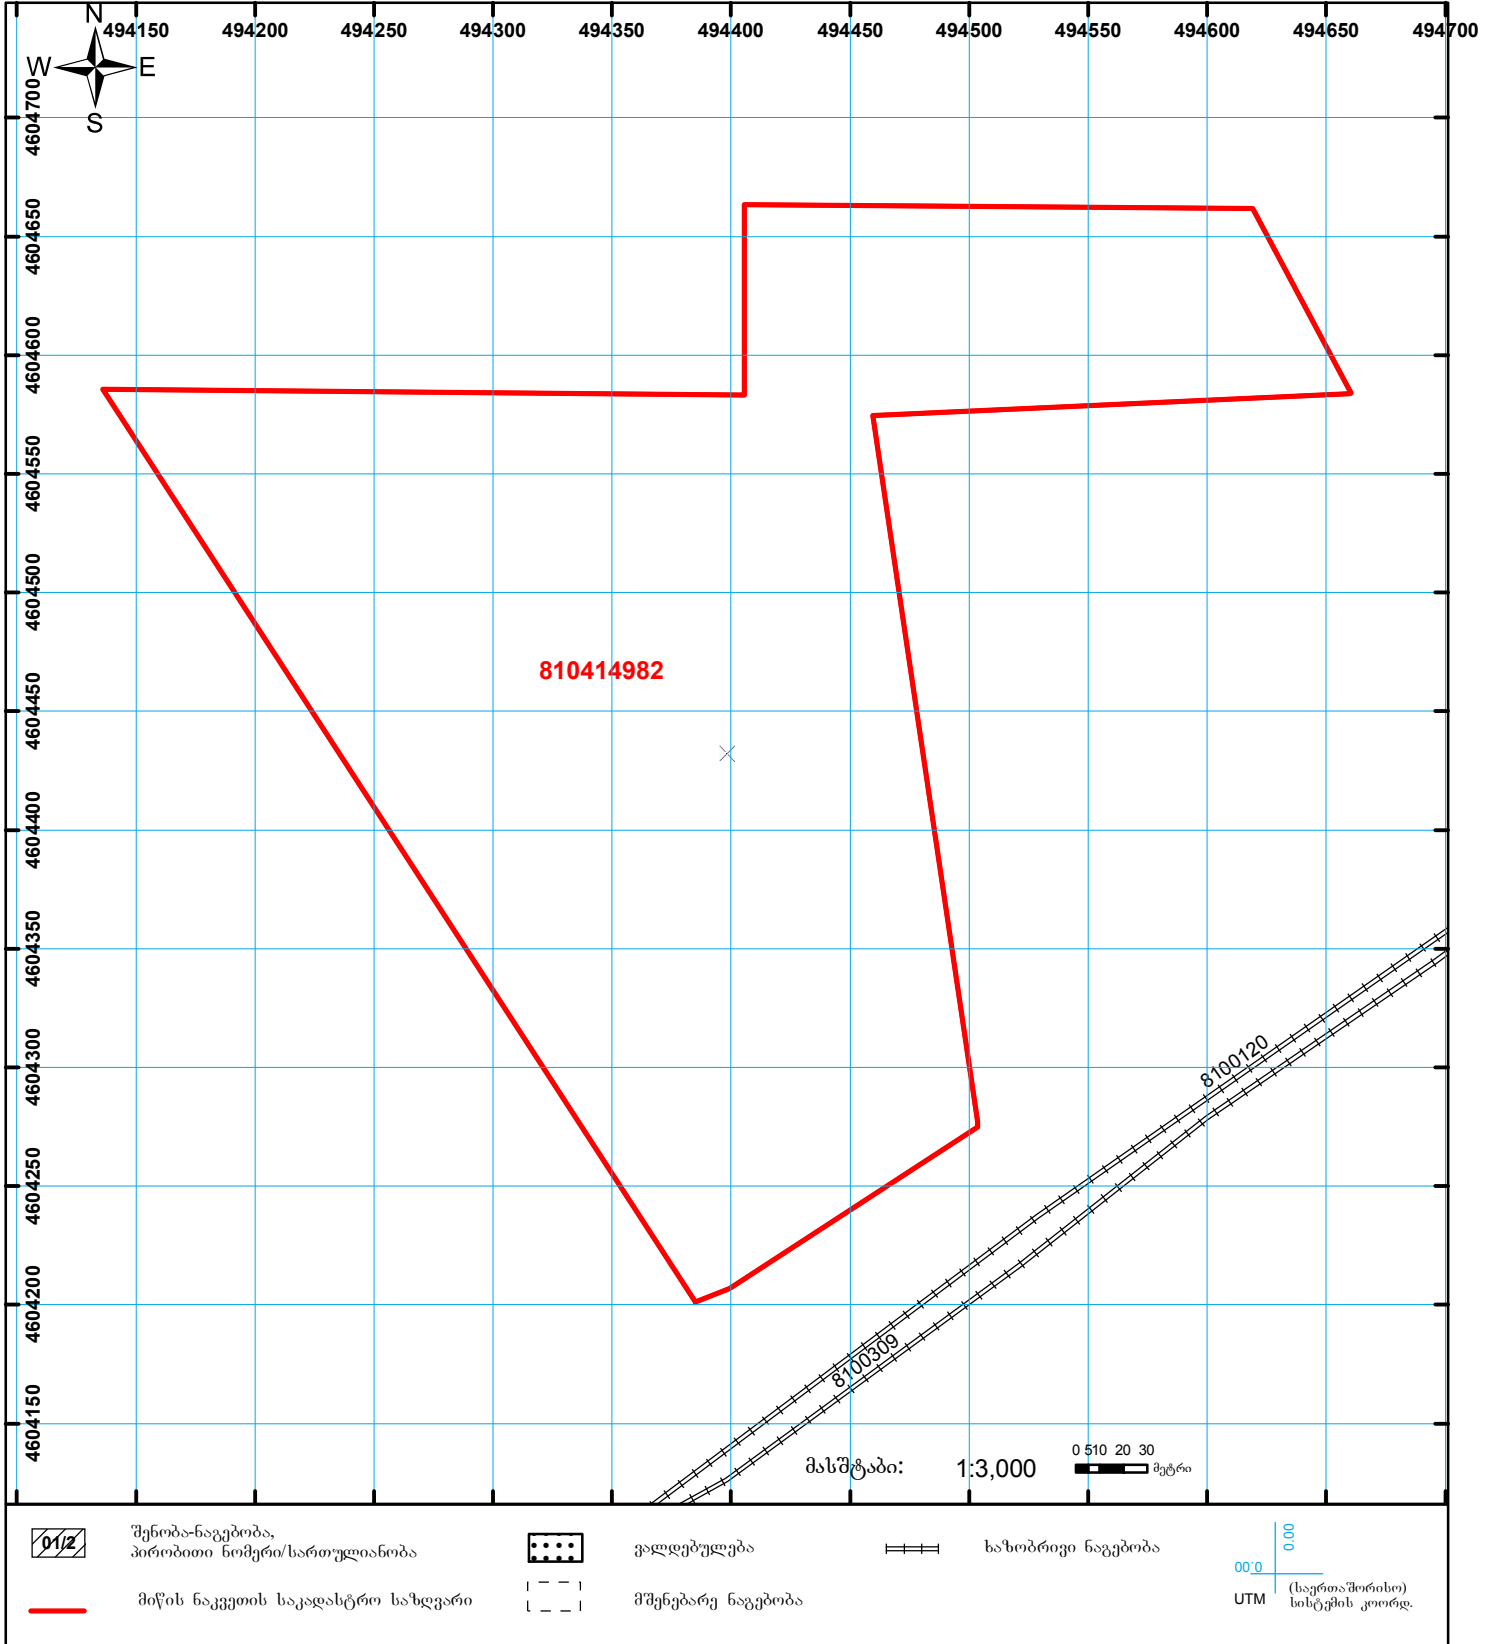 N
494150 494200 494250 494300 494350 494400 494450 494500 494550 494600 494650 494700
W E
S
4604700
4604650
4604600
4604550
4604500
4604450
4604400
4604350
4604300
4604250
4604200
4604150
810414982
8100120
8100309
მასშტაბი: 1:3,000
0 510 20 30
მეტრი
01/2
შენობა-ნაგებობა,
პირობითი ნომერი/სართულიანობა
ვალდებულება
ხაზობრივი ნაგებობა
მიწის ნაკვეთის საკადასტრო საზღვარი
მშენებარე ნაგებობა
00.0
00.0
UTM
(საერთაშორისო)
სისტემის კოორდ.